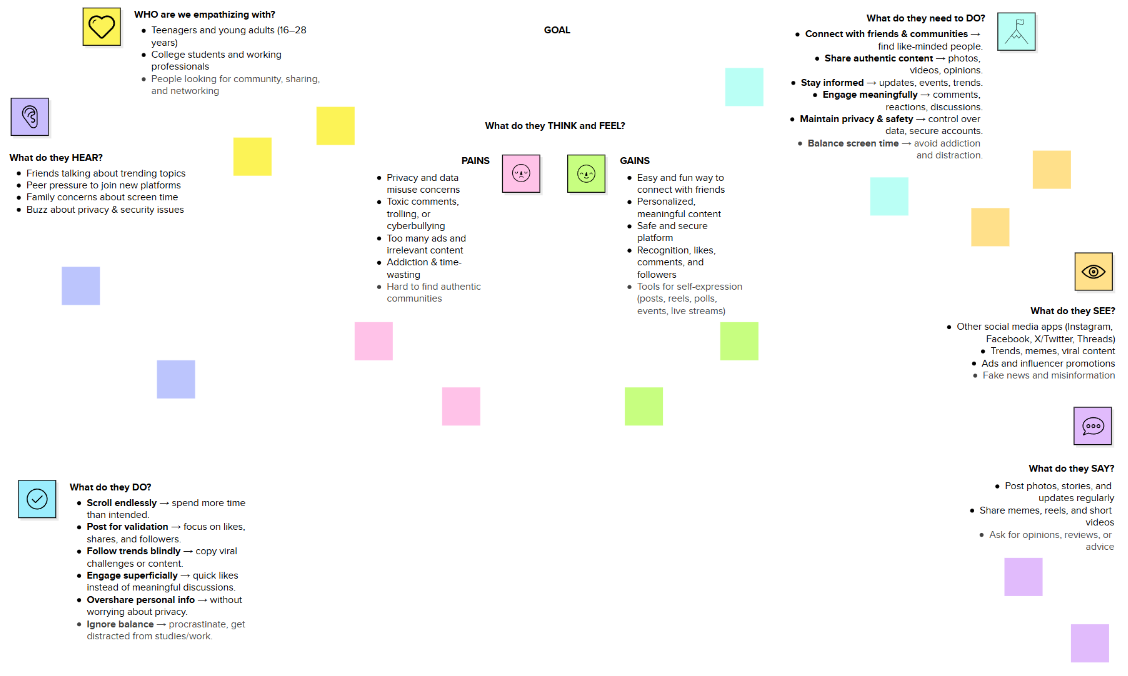 WHO are we empathizing with?
● Teenagers and young adults (16–28
years)
● College students and working
professionals
● People looking for community, sharing,
and networking
GOAL
What do they need to DO?
● Connect with friends & communities →
find like-minded people.
● Share authentic content → photos,
videos, opinions.
● Stay informed → updates, events, trends.
● Engage meaningfully → comments,
reactions, discussions.
● Maintain privacy & safety → control over
data, secure accounts.
● Balance screen time → avoid addiction
and distraction.
What do they HEAR?
● Friends talking about trending topics
● Peer pressure to join new platforms
● Family concerns about screen time
● Buzz about privacy & security issues
What do they THINK and FEEL?
PAINS
● Privacy and data
misuse concerns
● Toxic comments,
trolling, or
cyberbullying
● Too many ads and
irrelevant content
● Addiction & time-
wasting
● Hard to find authentic
communities
GAINS
● Easy and fun way to
connect with friends
● Personalized,
meaningful content
● Safe and secure
platform
● Recognition, likes,
comments, and
followers
● Tools for self-expression
(posts, reels, polls,
events, live streams)
What do they SEE?
● Other social media apps (Instagram,
Facebook, X/Twitter, Threads)
● Trends, memes, viral content
● Ads and influencer promotions
● Fake news and misinformation
What do they SAY?
● Post photos, stories, and
updates regularly
● Share memes, reels, and short
videos
● Ask for opinions, reviews, or
advice
What do they DO?
● Scroll endlessly → spend more time
than intended.
● Post for validation → focus on likes,
shares, and followers.
● Follow trends blindly → copy viral
challenges or content.
● Engage superficially → quick likes
instead of meaningful discussions.
● Overshare personal info → without
worrying about privacy.
● Ignore balance → procrastinate, get
distracted from studies/work.